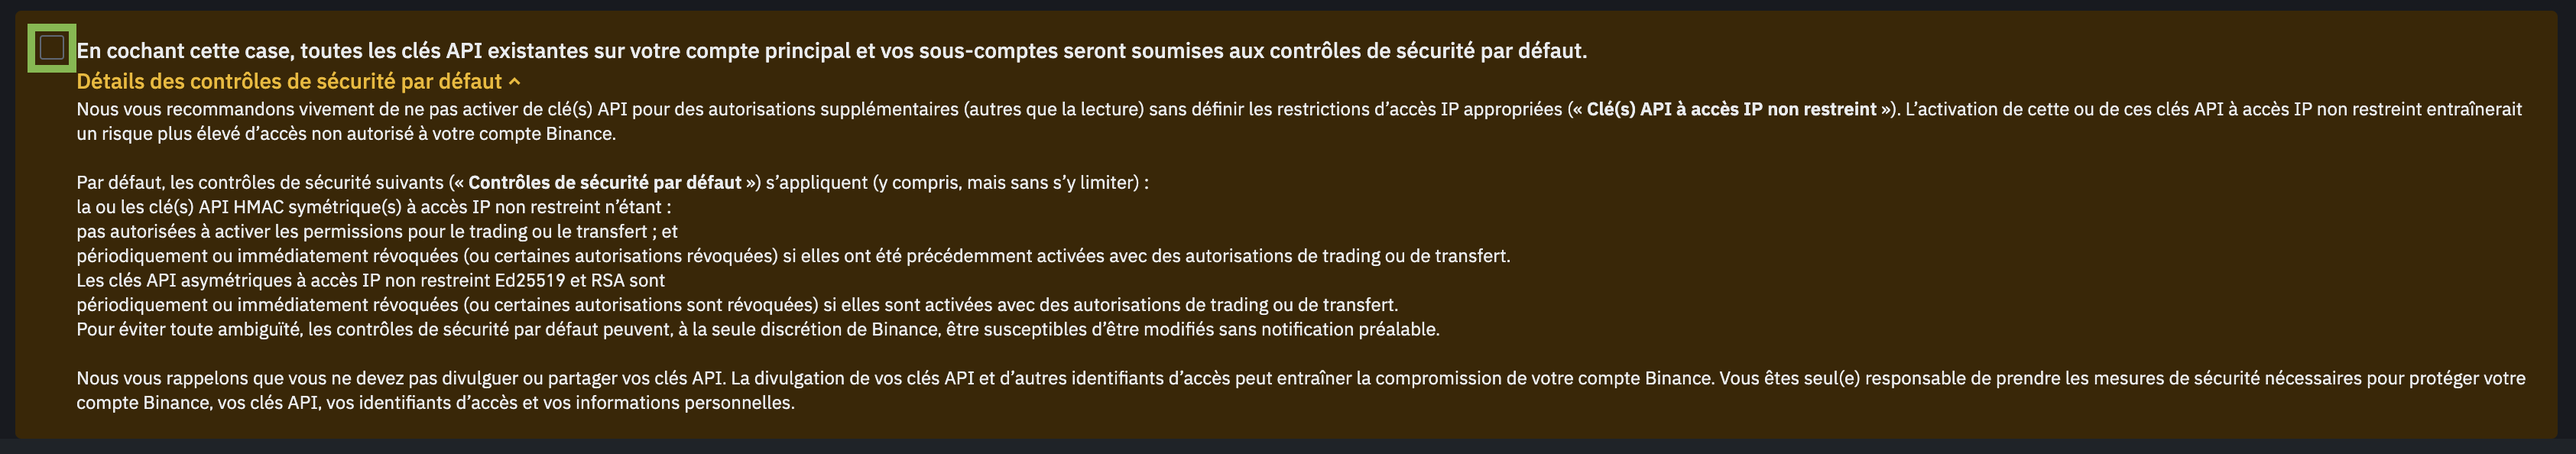 En cochant cette case, toutes les clés API existantes sur votre compte principal et vos sous-comptes seront soumises aux contrôles de sécurité par défaut.
Détails des contrôles de sécurité par défaut
Nous vous recommandons vivement de ne pas activer de clé(s) API pour des autorisations supplémentaires (autres que la lecture) sans définir les restrictions d’accès IP appropriées (« Clé(s) API à accès IP non restreint »). L’activation de cette ou de ces clés API à accès IP non restreint entraînerait
un risque plus élevé d’accès non autorisé à votre compte Binance.
Par défaut, les contrôles de sécurité suivants (« Contrôles de sécurité par défaut ») s’appliquent (y compris, mais sans s’y limiter) :
la ou les clé(s) API HMAC symétrique(s) à accès IP non restreint n’étant :
pas autorisées à activer les permissions pour le trading ou le transfert ; et
périodiquement ou immédiatement révoquées (ou certaines autorisations révoquées) si elles ont été précédemment activées avec des autorisations de trading ou de transfert.
Les clés API asymétriques à accès IP non restreint Ed25519 et RSA sont
périodiquement ou immédiatement révoquées (ou certaines autorisations sont révoquées) si elles sont activées avec des autorisations de trading ou de transfert.
Pour éviter toute ambiguïté, les contrôles de sécurité par défaut peuvent, à la seule discrétion de Binance, être susceptibles d’être modifiés sans notification préalable.
Nous vous rappelons que vous ne devez pas divulguer ou partager vos clés API. La divulgation de vos clés API et d’autres identifiants d’accès peut entraîner la compromission de votre compte Binance. Vous êtes seul(e) responsable de prendre les mesures de sécurité nécessaires pour protéger votre
compte Binance, vos clés API, vos identifiants d’accès et vos informations personnelles.